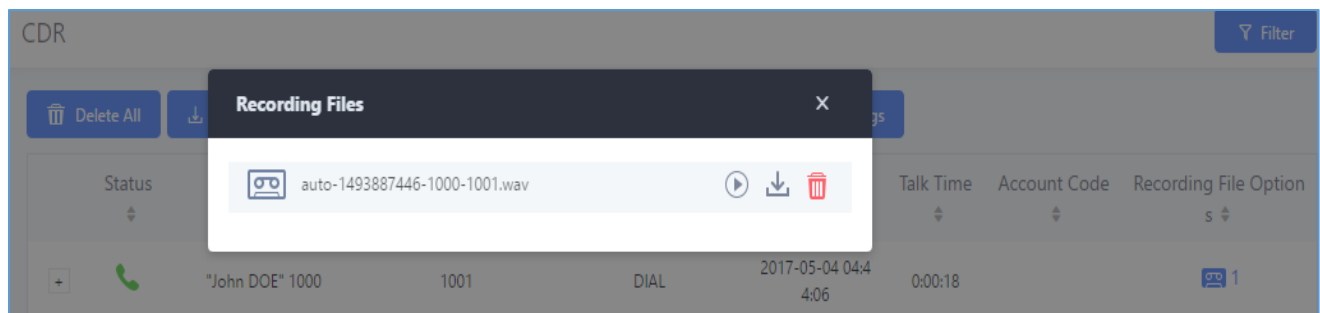 CDR
Filter
Delete All
Recording Files
X
gs
auto-1493887446-1000-1001.wav
Status
Talk Time
Account Code
Recording File Option
s
+
"John DOE" 1000
1001
DIAL
2017-05-04 04:4
4:06
0:00:18
1